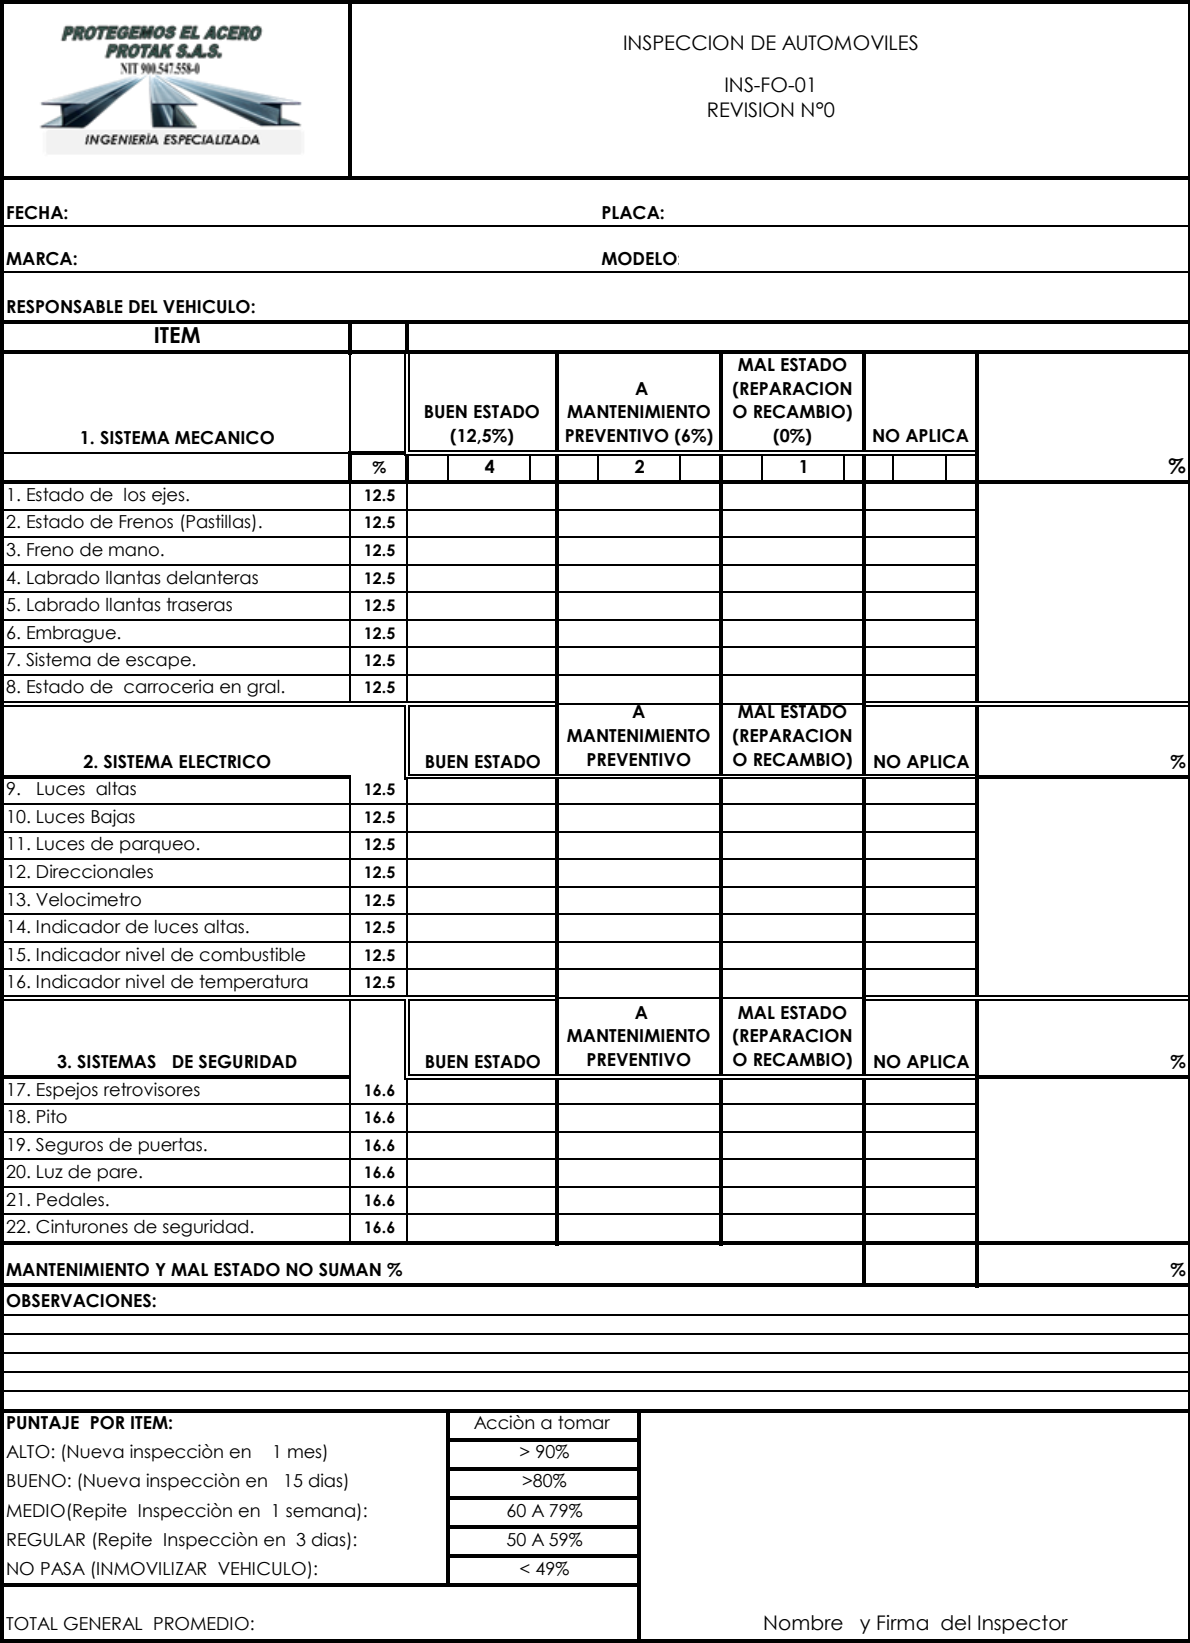 PROTEGEMOS EL ACERO
PROTAK S.A.S.
NIT 900.547.558-0
INGENIERÍA ESPECIALIZADA
INSPECCION DE AUTOMOVILES
INS-FO-01
REVISION N°0
FECHA: PLACA:
MARCA: MODELO:
RESPONSABLE DEL VEHICULO:
ITEM
1. SISTEMA MECANICO
BUEN ESTADO
(12,5%)
A
MANTENIMIENTO
PREVENTIVO (6%)
MAL ESTADO
(REPARACION
O RECAMBIO)
(0%)
NO APLICA
% 4 2 1 %
1. Estado de los ejes. 12.5
2. Estado de Frenos (Pastillas). 12.5
3. Freno de mano. 12.5
4. Labrado llantas delanteras 12.5
5. Labrado llantas traseras 12.5
6. Embrague. 12.5
7. Sistema de escape. 12.5
8. Estado de carroceria en gral. 12.5
2. SISTEMA ELECTRICO
BUEN ESTADO
A
MANTENIMIENTO
PREVENTIVO
MAL ESTADO
(REPARACION
O RECAMBIO)
NO APLICA
%
9. Luces altas 12.5
10. Luces Bajas 12.5
11. Luces de parqueo. 12.5
12. Direccionales 12.5
13. Velocimetro 12.5
14. Indicador de luces altas. 12.5
15. Indicador nivel de combustible 12.5
16. Indicador nivel de temperatura 12.5
3. SISTEMAS DE SEGURIDAD
BUEN ESTADO
A
MANTENIMIENTO
PREVENTIVO
MAL ESTADO
(REPARACION
O RECAMBIO)
NO APLICA
%
17. Espejos retrovisores 16.6
18. Pito 16.6
19. Seguros de puertas. 16.6
20. Luz de pare. 16.6
21. Pedales. 16.6
22. Cinturones de seguridad. 16.6
MANTENIMIENTO Y MAL ESTADO NO SUMAN % %
OBSERVACIONES:
PUNTAJE POR ITEM: Acciòn a tomar
ALTO: (Nueva inspecciòn en 1 mes) > 90%
BUENO: (Nueva inspecciòn en 15 dias) >80%
MEDIO(Repite Inspecciòn en 1 semana): 60 A 79%
REGULAR (Repite Inspecciòn en 3 dias): 50 A 59%
NO PASA (INMOVILIZAR VEHICULO): < 49%
TOTAL GENERAL PROMEDIO: Nombre y Firma del Inspector